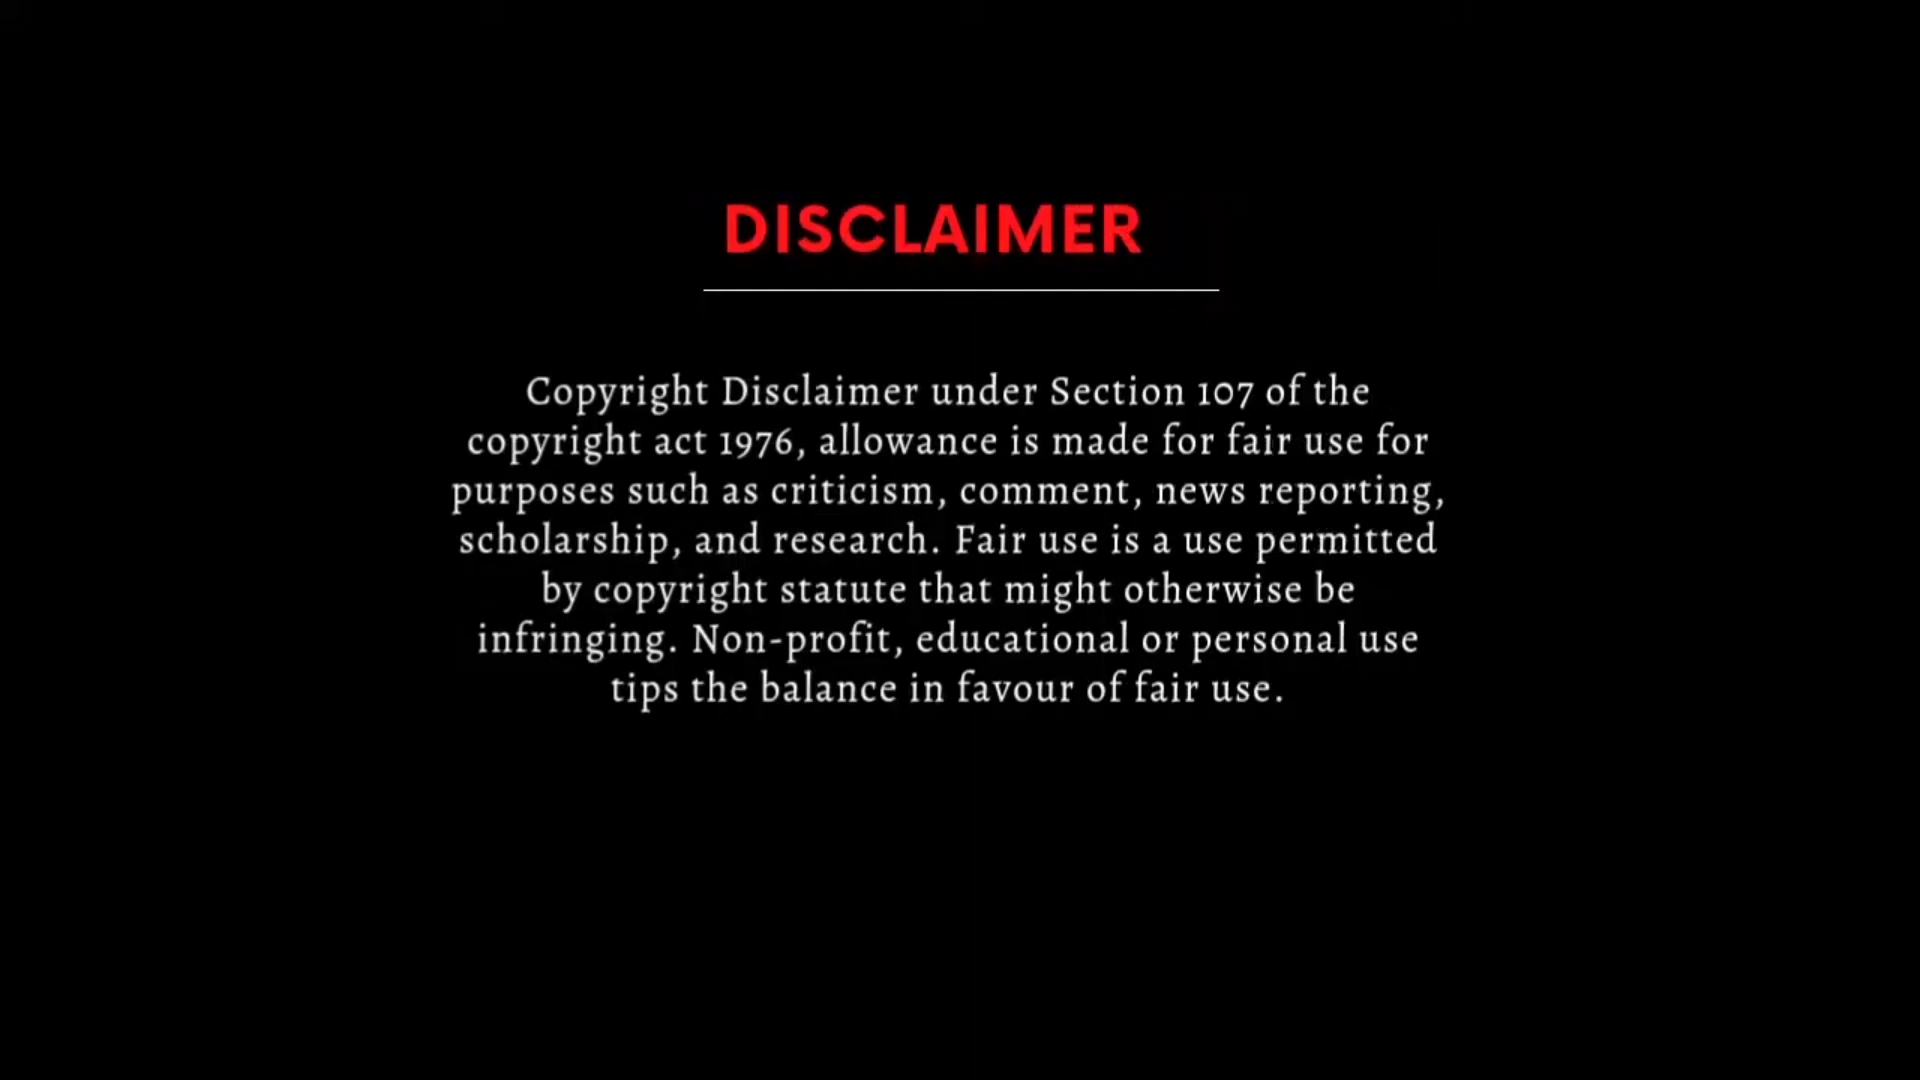 DISCLAIMER
Copyright Disclaimer under Section 107 of the
copyright act 1976, allowance is made for fair use for
purposes such as criticism, comment, news reporting,
scholarship, and research. Fair use is a use permitted
by copyright statute that might otherwise be
infringing. Non-profit, educational or personal use
tips the balance in favour of fair use.